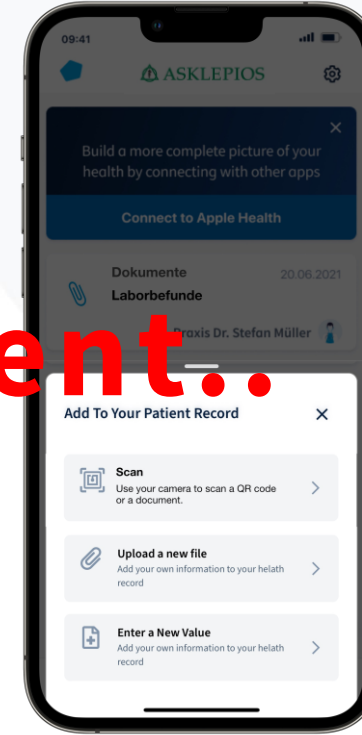 09:41
ASKLEPIOS
Build a more complete picture of your
health by connecting with other apps
Connect to Apple Health
Dokumente 20.06.2021
Laborbefunde
Praxis Dr. Stefan Müller
ent..
Add To Your Patient Record
Scan
Use your camera to scan a QR code
or a document.
Upload a new file
Add your own information to your helath
record
Enter a New Value
Add your own information to your helath
record